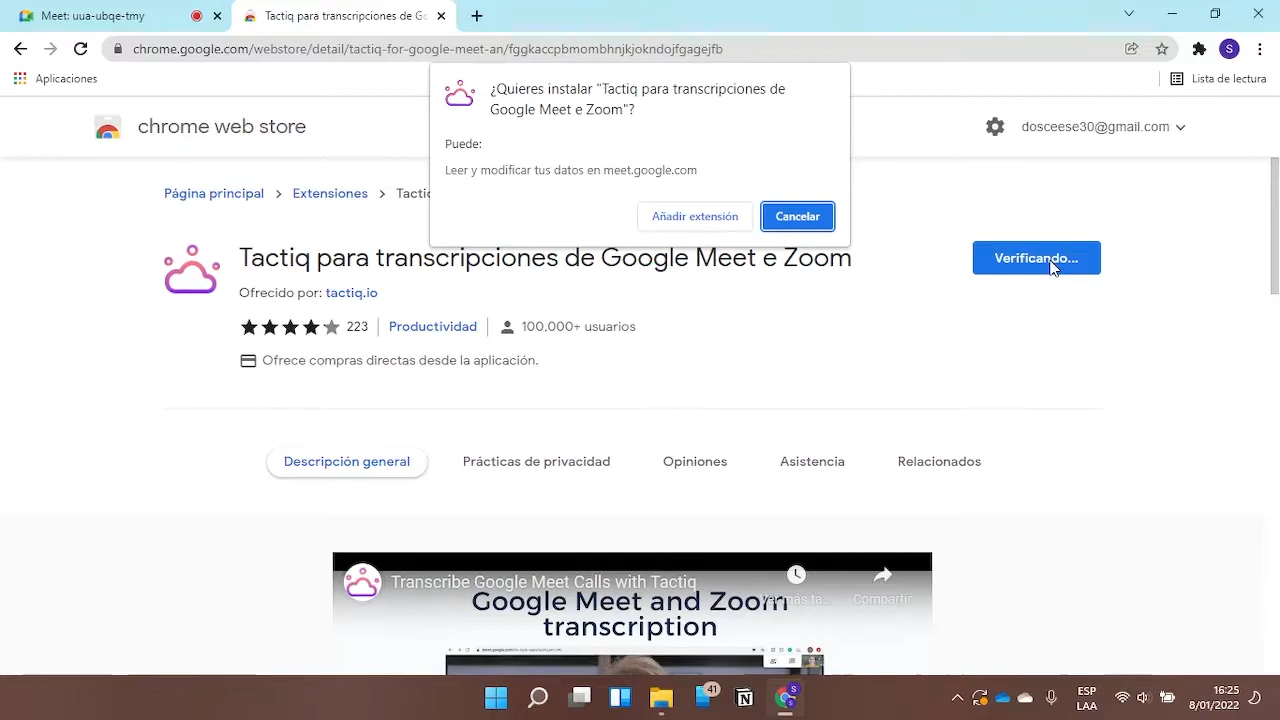 Meet: uua-ubqe-tmy
Tactiq para transcripciones de Go
chrome.google.com/webstore/detail/tactiq-for-google-meet-an/fggkaccpbmombhnjkjokndojfgagejfb
S
Aplicaciones
Lista de lectura
¿Quieres instalar "Tactiq para transcripciones de
Google Meet e Zoom"?
Puede:
Leer y modificar tus datos en meet.google.com
Añadir extensión
Cancelar
chrome web store
dosceese30@gmail.com
Página principal
Extensiones
Tactiq para transcripciones de Google Meet e Zoom
Verificando...
Ofrecido por: tactiq.io
223
Productividad
100,000+ usuarios
Ofrece compras directas desde la aplicación.
Descripción general
Prácticas de privacidad
Opiniones
Asistencia
Relacionados
Transcribe Google Meet Calls with Tactiq
Compartir
Google Meet and Zoom
transcription
41
S
ESP
LAA
16:25
8/01/2022